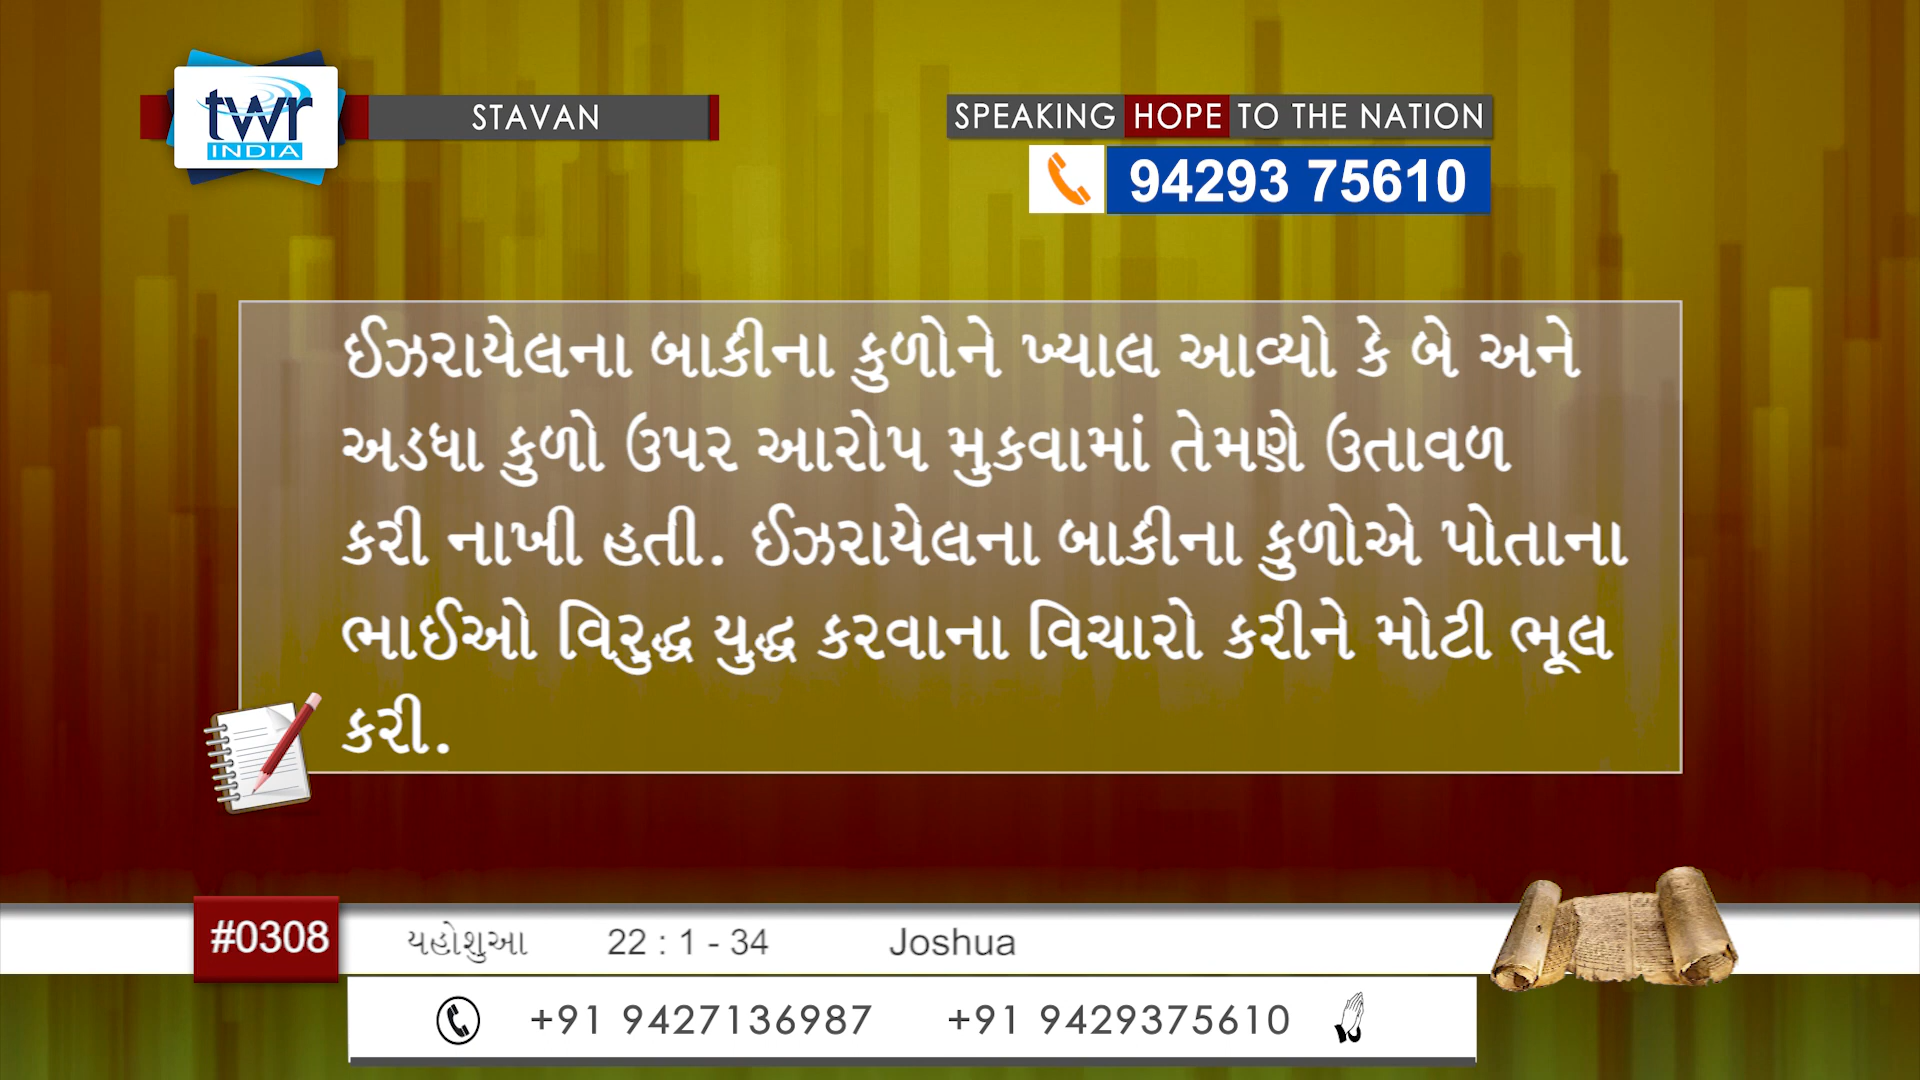 twr
INDIA
STAVAN
SPEAKING HOPE TO THE NATION
94293 75610
ઈઝરાયેલના બાકીના કુળોને ખ્યાલ આવ્યો કે બે અને
અડધા કુળો ઉપર આરોપ મુકવામાં તેમણે ઉતાવળ
કરી નાખી હતી. ઈઝરાયેલના બાકીના કુળોએ પોતાના
ભાઈઓ વિરુદ્ધ યુદ્ધ કરવાના વિચારો કરીને મોટી ભૂલ
કરી.
#0308 યહોશુઆ 22 : 1 - 34 Joshua
+91 9427136987 +91 9429375610